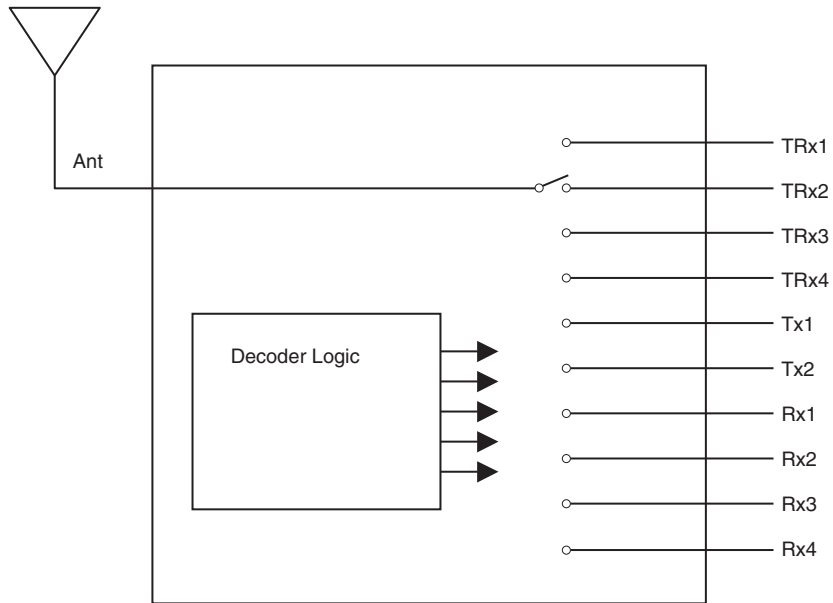 Ant
TRx1
TRx2
TRx3
TRx4
Decoder Logic
Tx1
Tx2
Rx1
Rx2
Rx3
Rx4